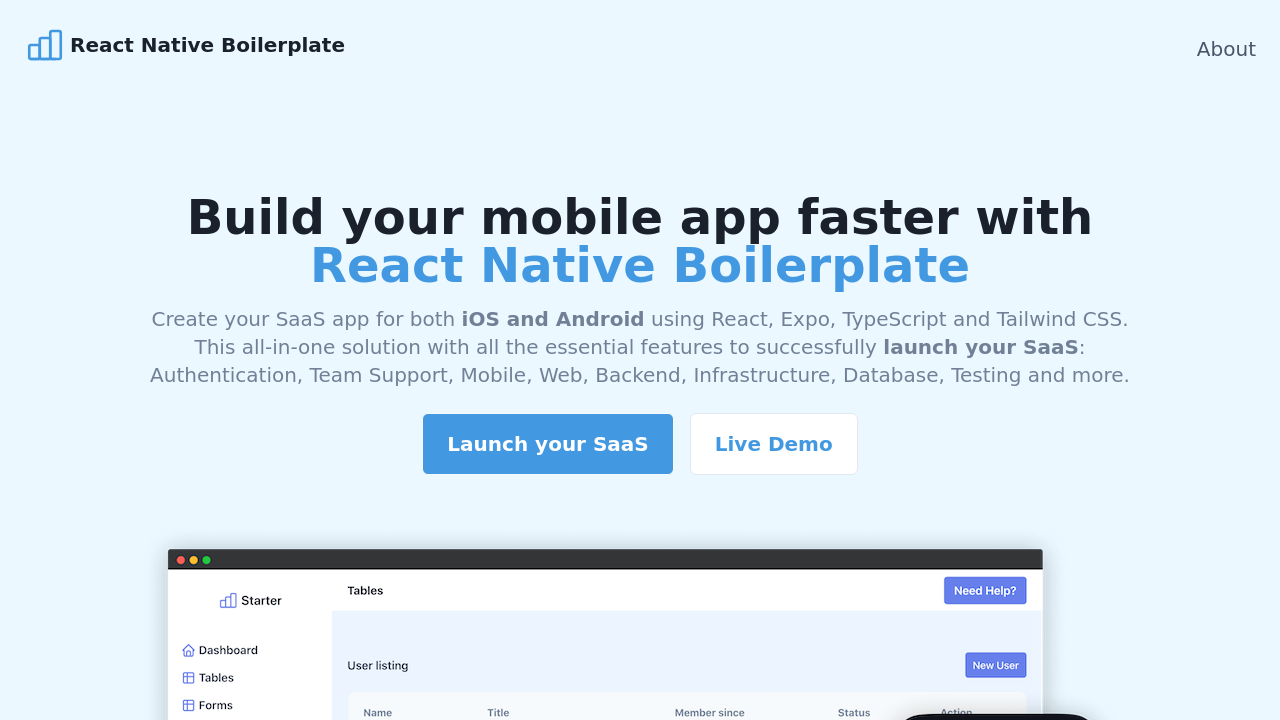 React Native Boilerplate
About
Build your mobile app faster with
React Native Boilerplate
Create your SaaS app for both iOS and Android using React, Expo, TypeScript and Tailwind CSS.
This all-in-one solution with all the essential features to successfully launch your SaaS:
Authentication, Team Support, Mobile, Web, Backend, Infrastructure, Database, Testing and more.
Launch your SaaS
Live Demo
Starter
Tables
Need Help?
Dashboard
Tables
Forms
User listing
New User
Name
Title
Member since
Status
Action